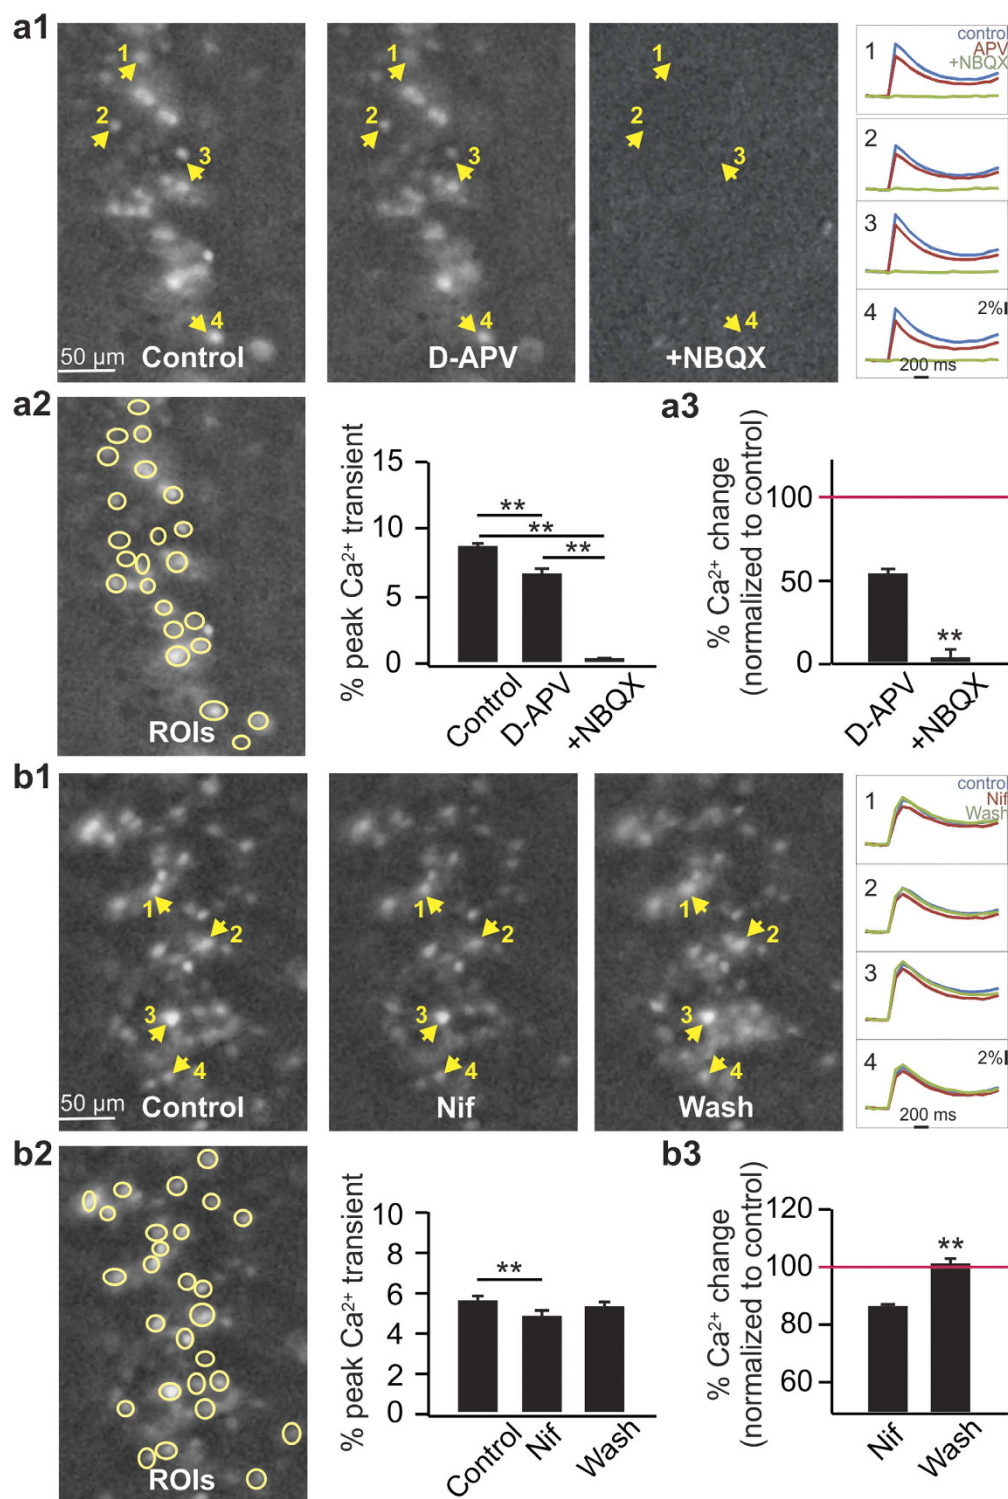 a1
1
2
3
4
50 µm
Control
1
2
3
4
D-APV
1
2
3
4
+NBQX
control
APV
+NBQX
1
2
3
4
2%
200 ms
a2
ROIs
% peak Ca²⁺ transient
15
10
5
0
**
**
**
Control
D-APV
+NBQX
a3
% Ca²⁺ change
(normalized to control)
100
50
0
**
D-APV
+NBQX
b1
1
2
3
4
50 µm
Control
1
2
3
4
Nif
1
2
3
4
Wash
control
Nif
Wash
1
2
3
4
2%
200 ms
b2
ROIs
% peak Ca²⁺ transient
10
8
6
4
2
0
**
Control
Nif
Wash
b3
% Ca²⁺ change
(normalized to control)
120
100
80
60
**
Nif
Wash